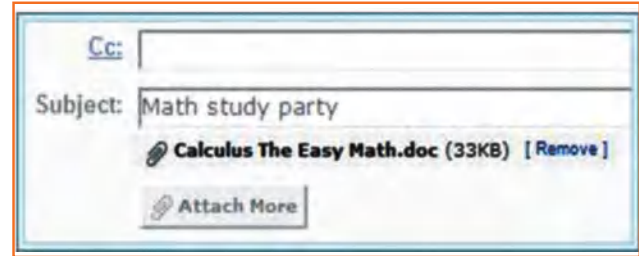 Cc:
Subject: Math study party
Calculus The Easy Math.doc (33KB) [ Remove ]
Attach More